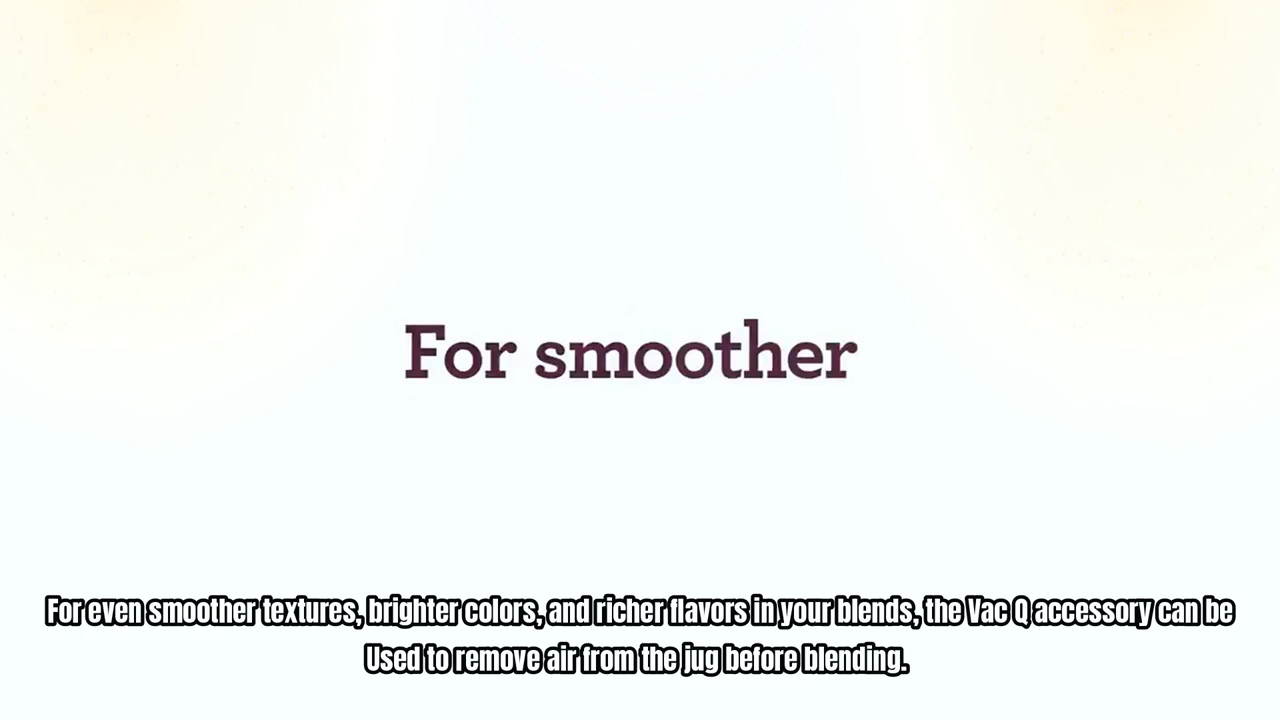 For smoother
For even smoother textures, brighter colors, and richer flavors in your blends, the Vac Q accessory can be
Used to remove air from the jug before blending.